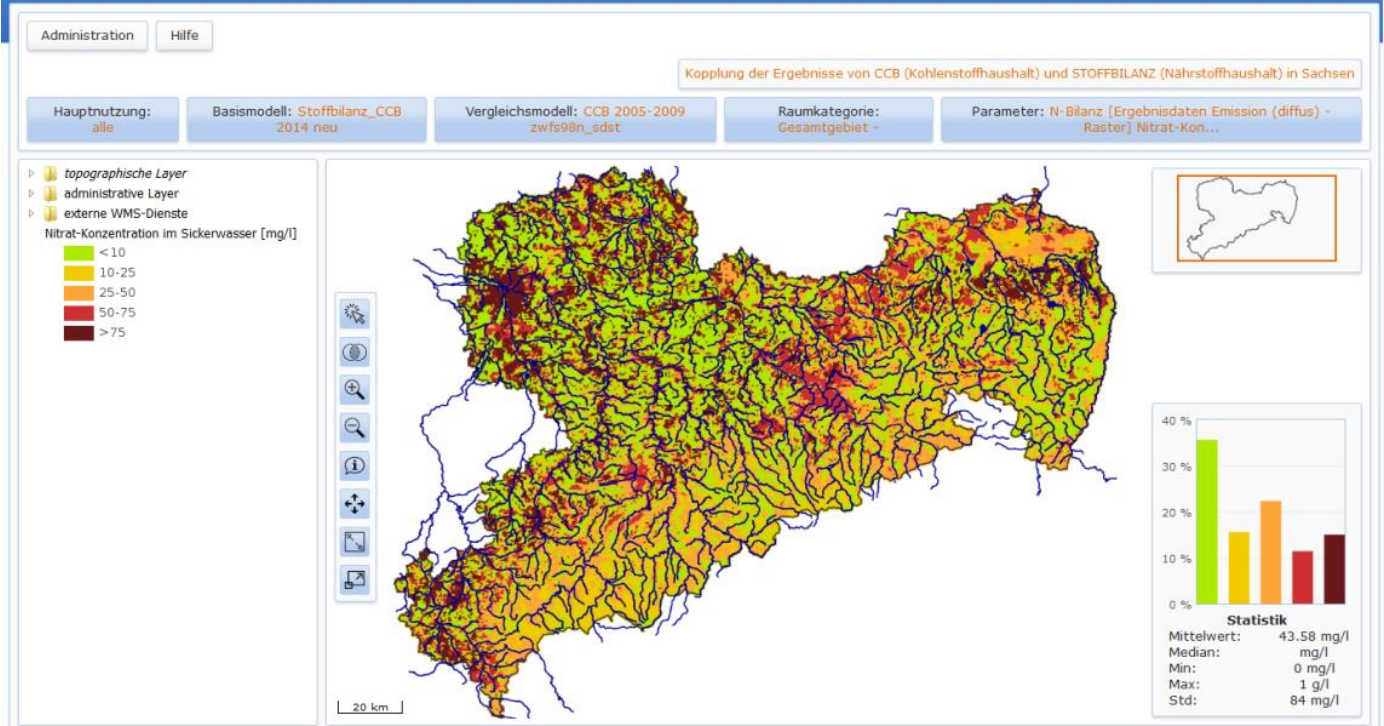 Administration
Hilfe
Kopplung der Ergebnisse von CCB (Kohlenstoffhaushalt) und STOFFBILANZ (Nährstoffhaushalt) in Sachsen
Hauptnutzung:
alle
Basismodell: Stoffbilanz_CCB
2014 neu
Vergleichsmodell: CCB 2005-2009
zwfs98n_sdst
Raumkategorie:
Gesamtgebiet -
Parameter: N-Bilanz [Ergebnisdaten Emission (diffus) -
Raster] Nitrat-Kon...
topographische Layer
administrative Layer
externe WMS-Dienste
Nitrat-Konzentration im Sickerwasser [mg/l]
<10
10-25
25-50
50-75
>75
20 km
40 %
30 %
20 %
10 %
0 %
Statistik
Mittelwert: 43.58 mg/l
Median: mg/l
Min: 0 mg/l
Max: 1 g/l
Std: 84 mg/l